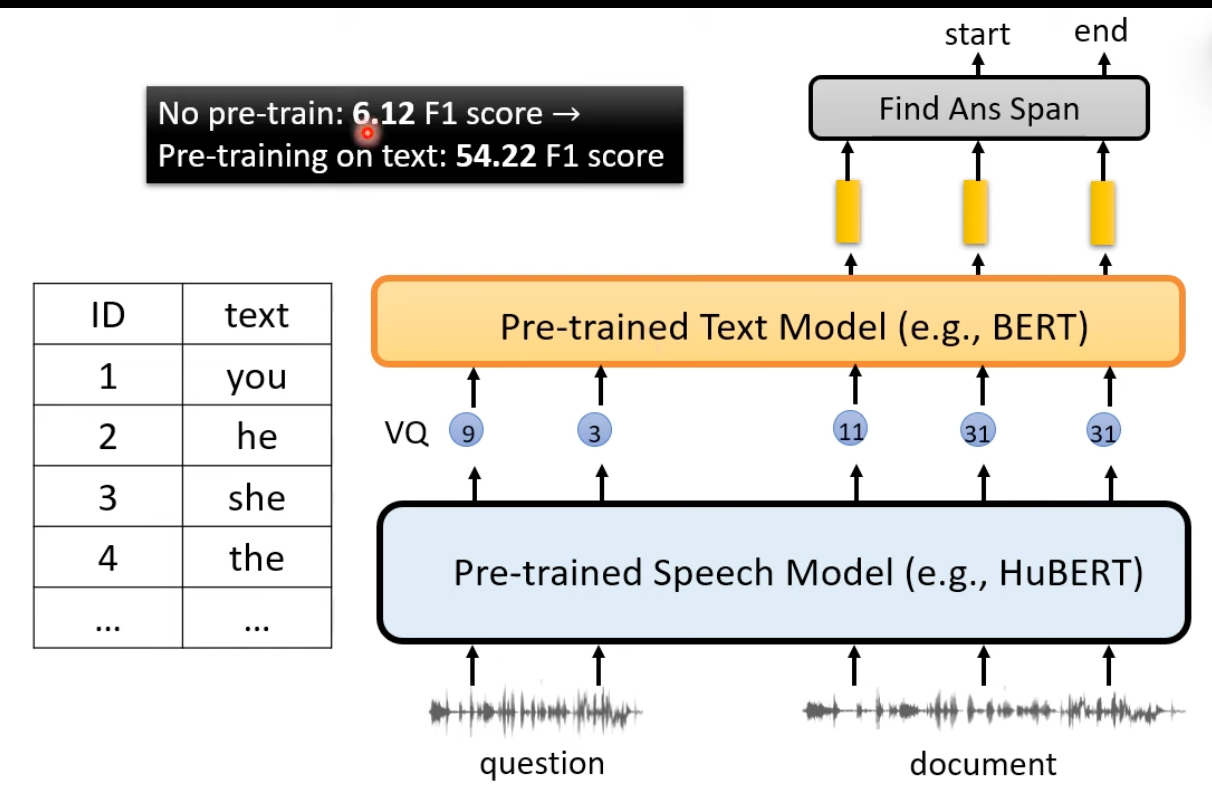 start end
Find Ans Span
No pre-train: 6.12 F1 score →
Pre-training on text: 54.22 F1 score
ID text
1 you
2 he
3 she
4 the
... ...
Pre-trained Text Model (e.g., BERT)
VQ 9 3 11 31 31
Pre-trained Speech Model (e.g., HuBERT)
question document